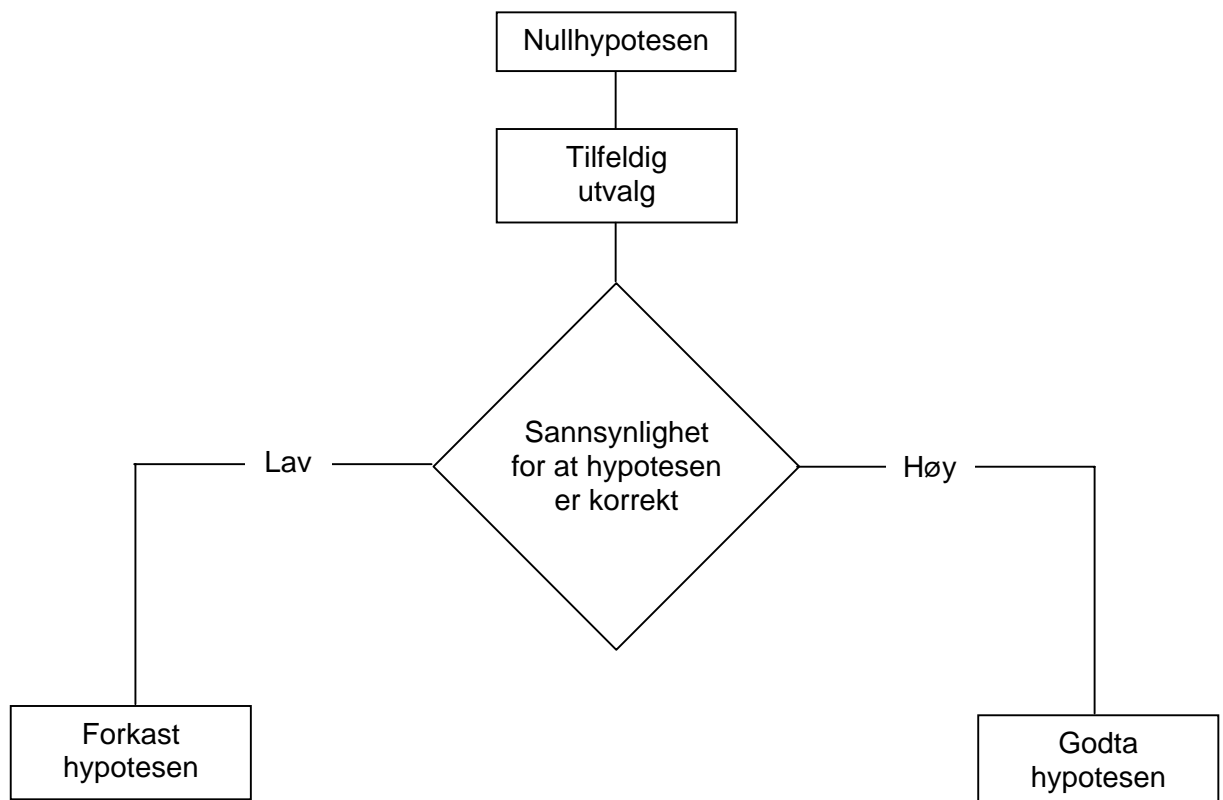 Nullhypotesen
Tilfeldig
utvalg
Sannsynlighet
for at hypotesen
er korrekt
Lav
Høy
Forkast
hypotesen
Godta
hypotesen